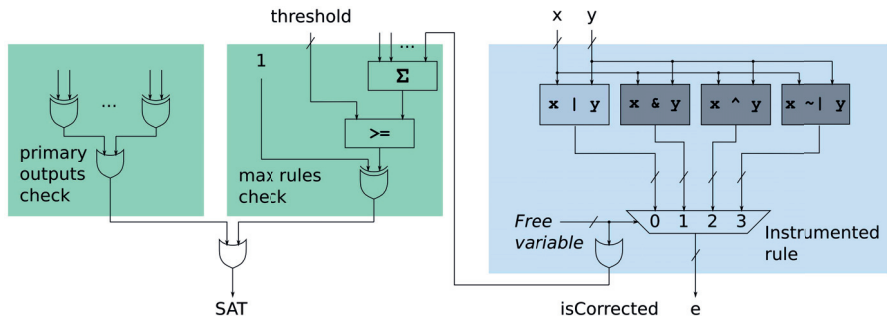 threshold
x y
...
1
Σ
x | y
x & y
x ^ y
x ~| y
...
>=
primary
outputs
check
max rules
check
Free
variable
0 1 2 3
Instrumented
rule
SAT
isCorrected
e